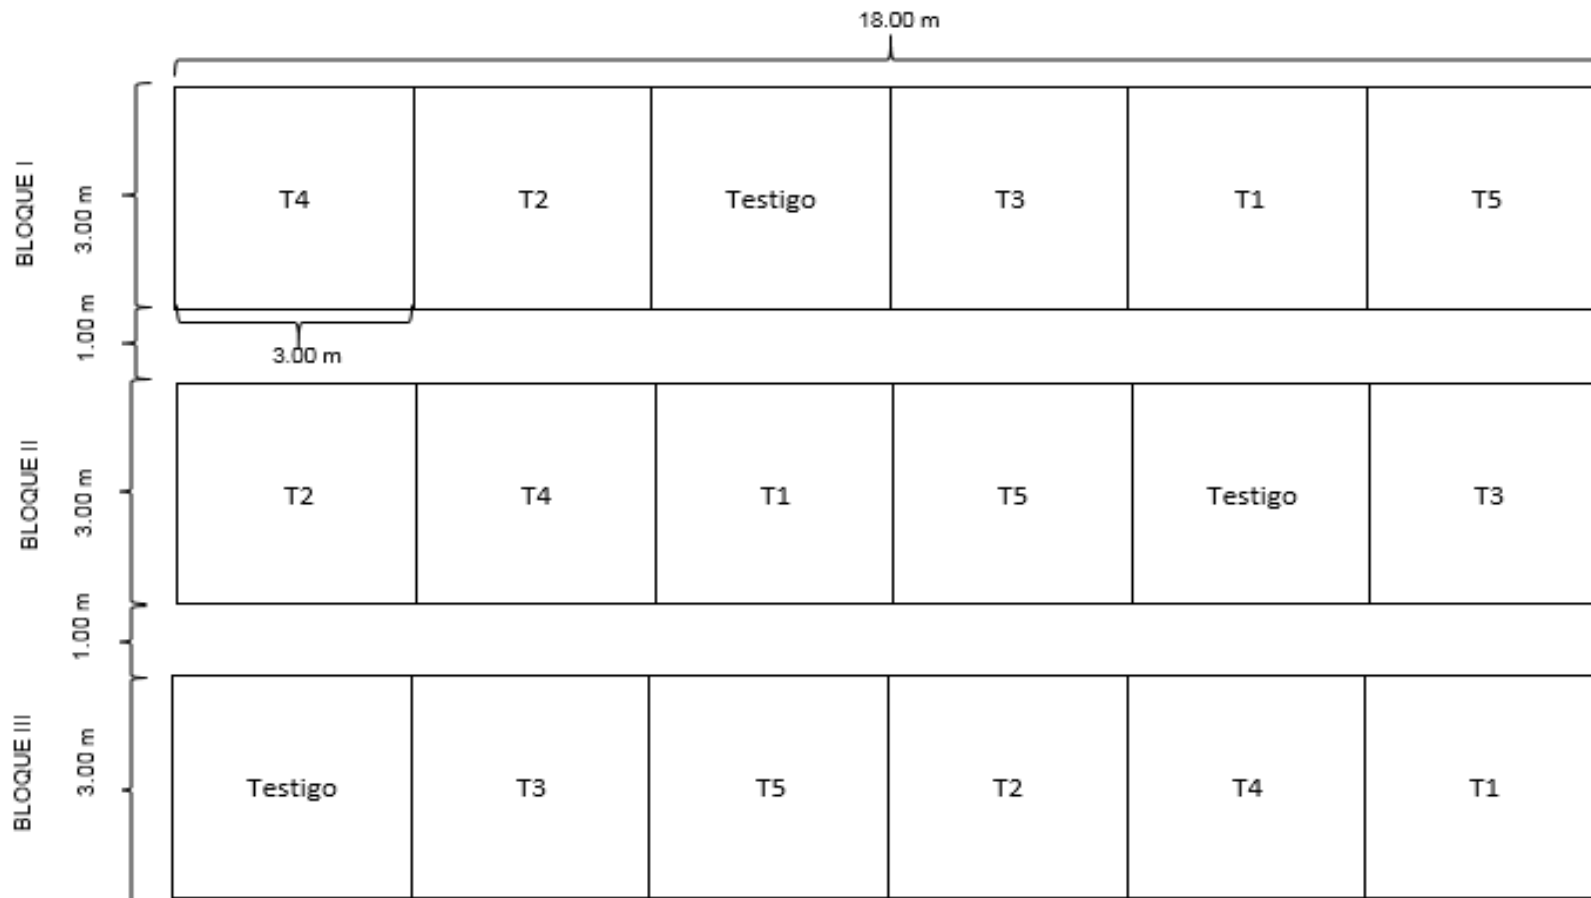 18.00 m
BLOQUE I
3.00 m
T4
T2
Testigo
T3
T1
T5
1.00 m
3.00 m
BLOQUE II
3.00 m
T2
T4
T1
T5
Testigo
T3
1.00 m
BLOQUE III
3.00 m
Testigo
T3
T5
T2
T4
T1